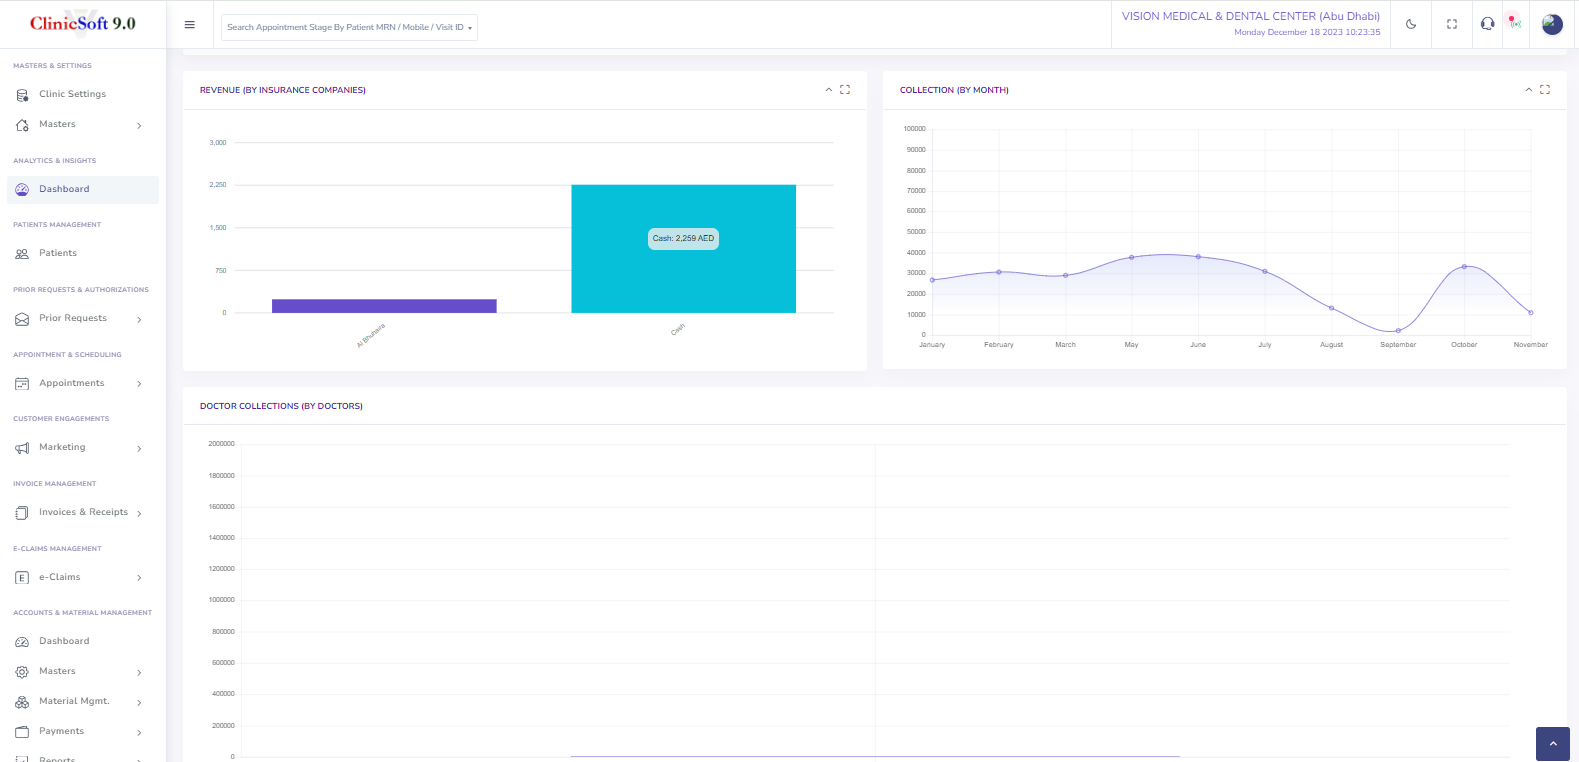 ClinicSoft 9.0
Search Appointment Stage By Patient MRN / Mobile / Visit ID
VISION MEDICAL & DENTAL CENTER (Abu Dhabi)
Monday December 18 2023 10:23:35
MASTERS & SETTINGS
Clinic Settings
Masters
ANALYTICS & INSIGHTS
Dashboard
PATIENTS MANAGEMENT
Patients
PRIOR REQUESTS & AUTHORIZATIONS
Prior Requests
APPOINTMENT & SCHEDULING
Appointments
CUSTOMER ENGAGEMENTS
Marketing
INVOICE MANAGEMENT
Invoices & Receipts
E-CLAIMS MANAGEMENT
e-Claims
ACCOUNTS & MATERIAL MANAGEMENT
Dashboard
Masters
Material Mgmt.
Payments
Reports
REVENUE (BY INSURANCE COMPANIES)
3,000
2,250
1,500
750
0
Cash: 2,259 AED
Al Bhuhaira
Cash
COLLECTION (BY MONTH)
100000
90000
80000
70000
60000
50000
40000
30000
20000
10000
0
January February March May June July August September October November
DOCTOR COLLECTIONS (BY DOCTORS)
2000000
1800000
1600000
1400000
1200000
1000000
800000
600000
400000
200000
0